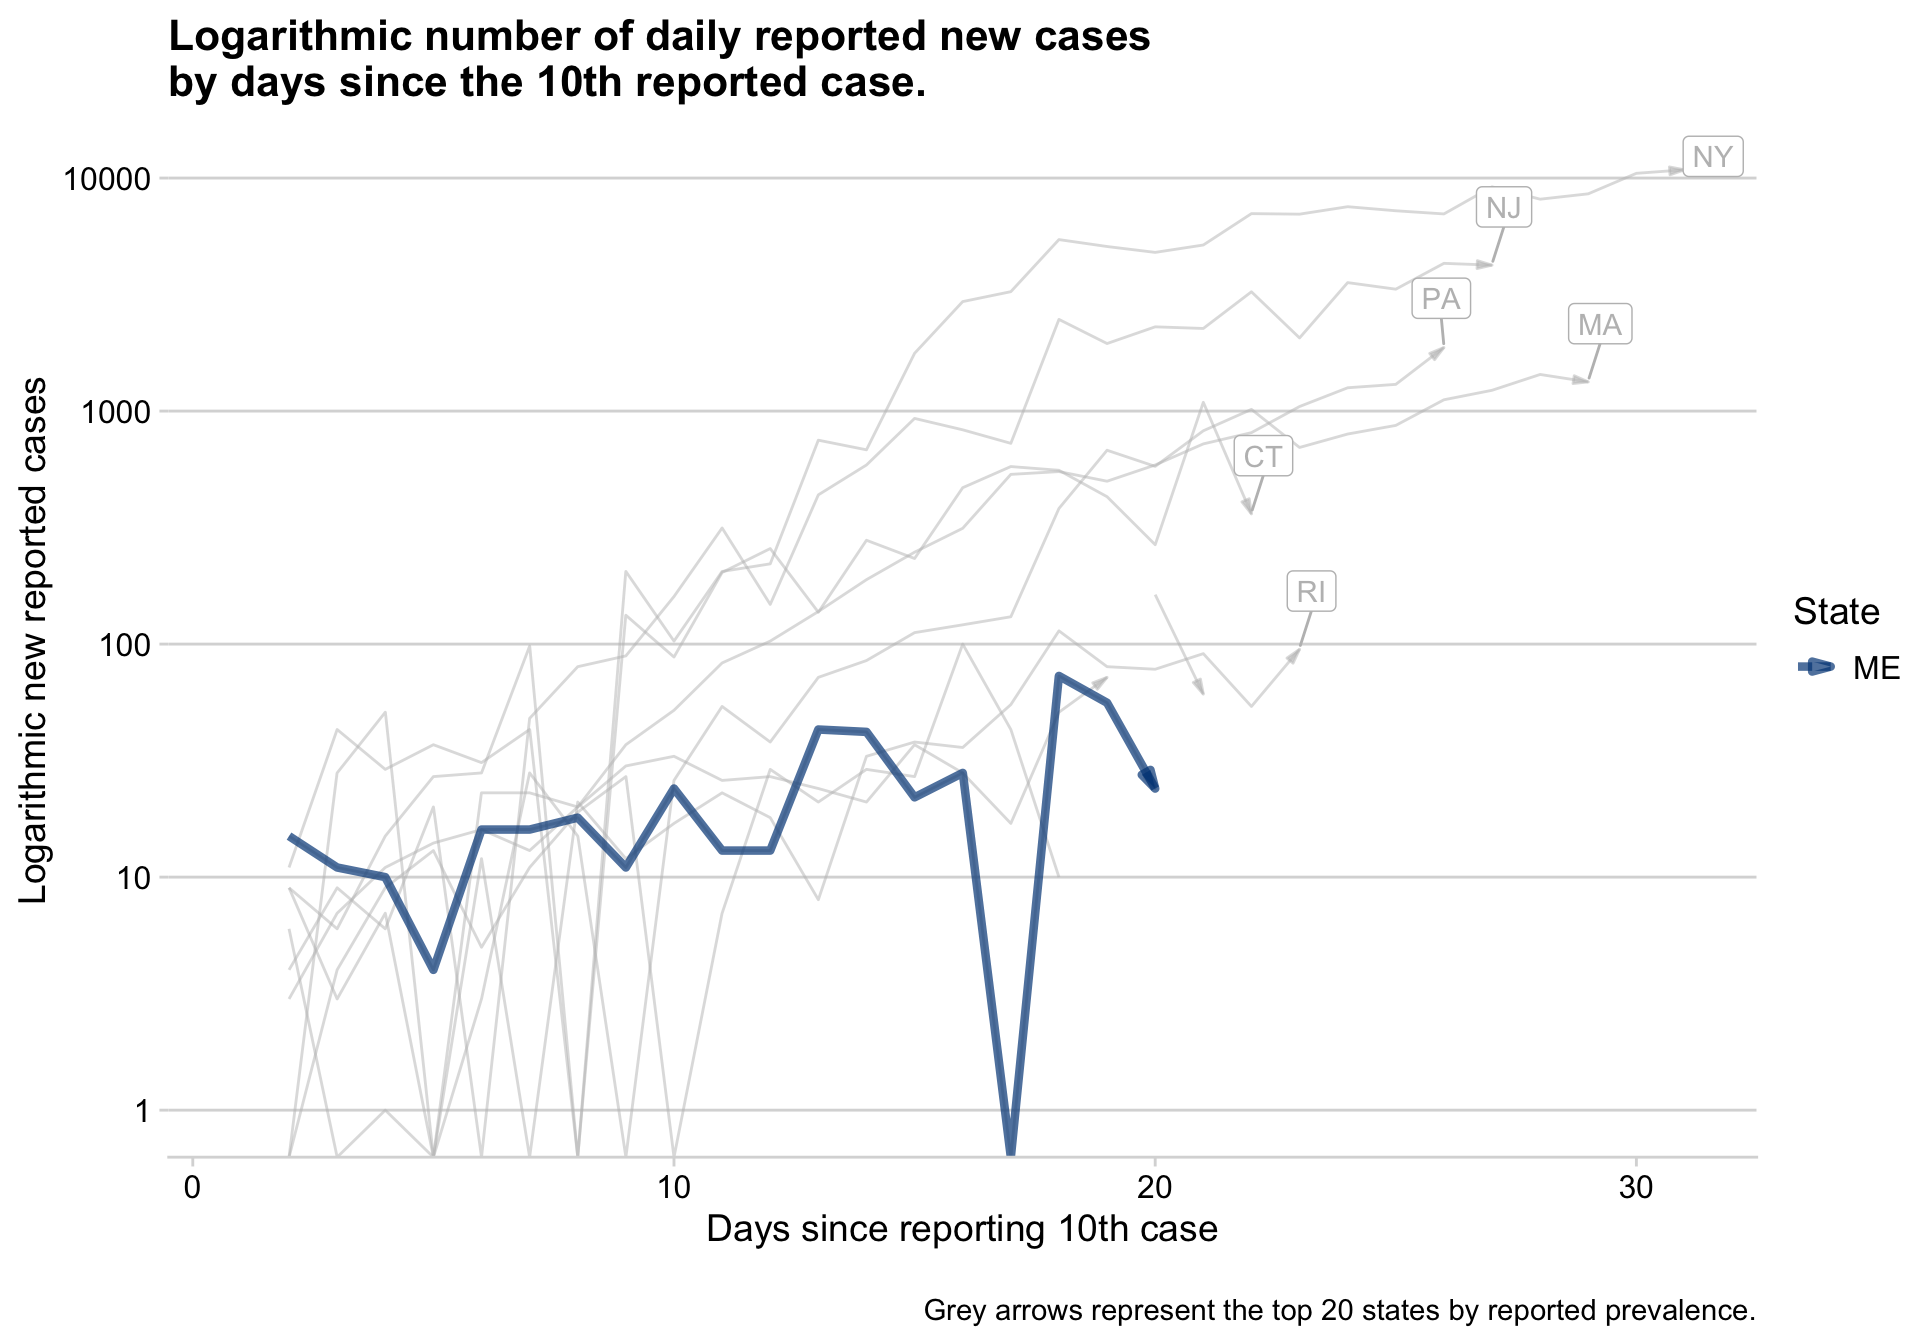 Logarithmic number of daily reported new cases
by days since the 10th reported case.
Logarithmic new reported cases
10000
1000
100
10
1
NY
NJ
PA
MA
CT
RI
State
ME
0
10
20
30
Days since reporting 10th case
Grey arrows represent the top 20 states by reported prevalence.